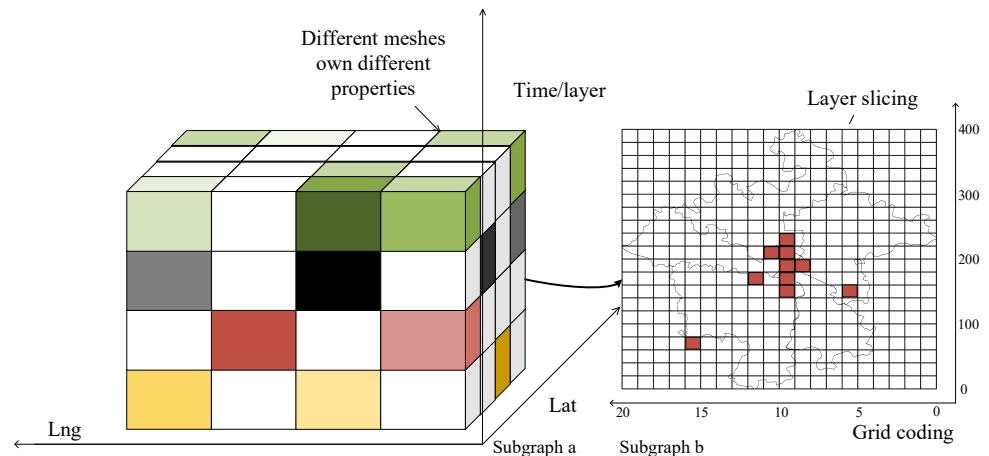 Different meshes
own different
properties
Time/layer
Layer slicing
400
300
200
100
0
20
15
10
5
0
Lng
Lat
Subgraph a
Subgraph b
Grid coding